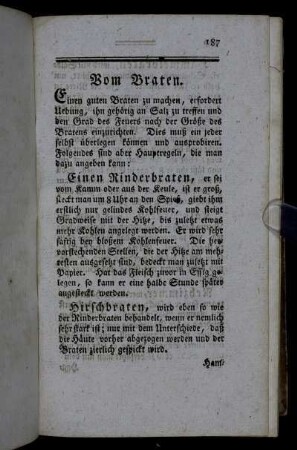 187
Vom Braten.
Einen guten Braten zu machen, erfordert
Uebung, ihn gehörig an Salz zu treffen und
den Grad des Feuers nach der Größe des
Bratens einzurichten. Dies muß ein jeder
selbst überlegen können und ausprobiren.
Folgendes sind aber Hauptregeln, die man
dazu angeben kann:
Einen Rinderbraten, er sei
vom Kamm oder aus der Keule, ist er groß,
steckt man um 8 Uhr an den Spieß, giebt ihm
erstlich nur gelindes Kohlfeuer, und steigt
Gradweise mit der Hitze, bis zuletzt etwas
mehr Kohlen angelegt werden. Er wird sehr
saftig bey bloßem Kohlenfeuer. Die her-
vorstechenden Stellen, die der Hitze am mehr-
resten ausgesetzt sind, bedeckt man zuletzt mit
Papier. Hat das Fleisch zuvor in Essig ge-
legen, so kann er eine halbe Stunde später
angesteckt werden.
Hirschbraten, wird eben so wie
der Rinderbraten behandelt, wenn er nemlich
sehr stark ist; nur mit dem Unterschiede, daß
die Häute vorher abgezogen werden und der
Braten zierlich gespickt wird.
Ham-